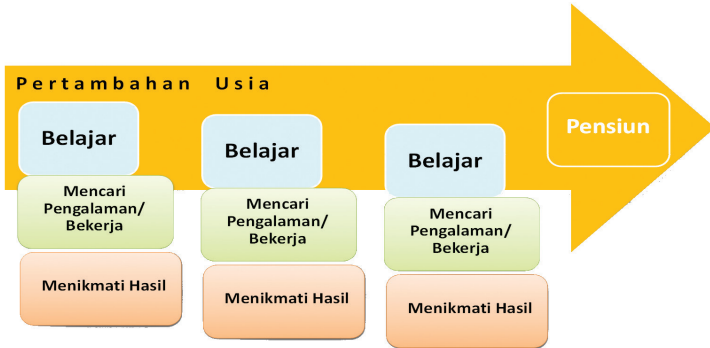 Pertambahan Usia
Belajar
Mencari
Pengalaman/
Bekerja
Menikmati Hasil
Belajar
Mencari
Pengalaman/
Bekerja
Menikmati Hasil
Belajar
Mencari
Pengalaman/
Bekerja
Menikmati Hasil
Pensiun